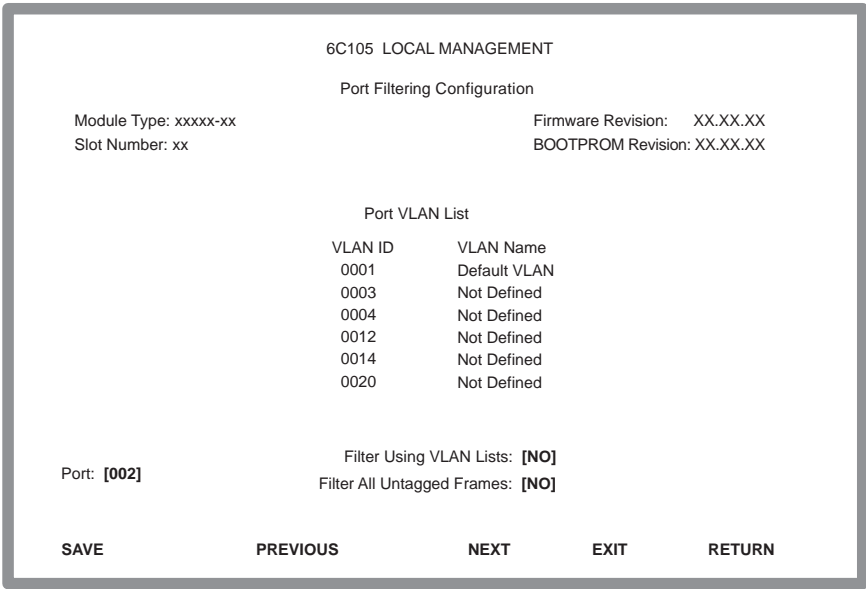 6C105 LOCAL MANAGEMENT
Port Filtering Configuration
Module Type: xxxxx-xx Firmware Revision: XX.XX.XX
Slot Number: xx BOOTPROM Revision: XX.XX.XX
Port VLAN List
VLAN ID VLAN Name
0001 Default VLAN
0003 Not Defined
0004 Not Defined
0012 Not Defined
0014 Not Defined
0020 Not Defined
Filter Using VLAN Lists: [NO]
Port: [002]
Filter All Untagged Frames: [NO]
SAVE PREVIOUS NEXT EXIT RETURN